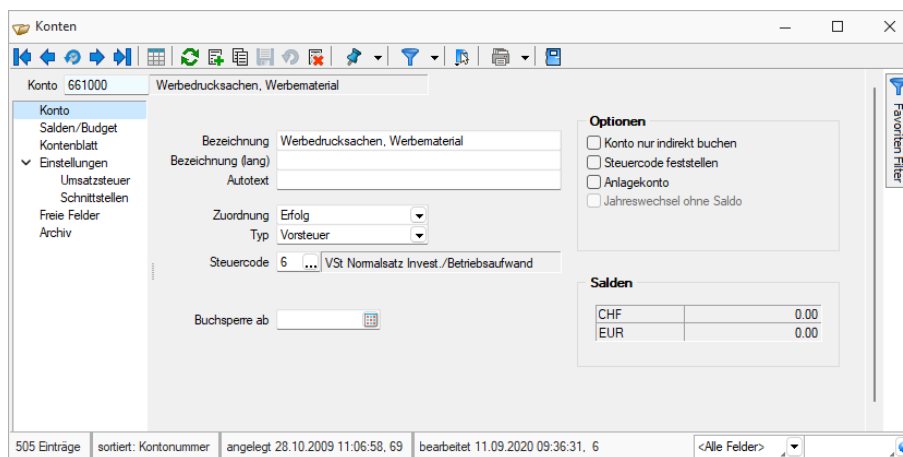 Konten
Konto 661000 Werbedrucksachen, Werbematerial
Konto
Salden/Budget
Kontenblatt
Einstellungen
Umsatzsteuer
Schnittstellen
Freie Felder
Archiv
Bezeichnung Werbedrucksachen, Werbematerial
Bezeichnung (lang)
Autotext
Zuordnung Erfolg
Typ Vorsteuer
Steuercode 6 ... VSt Normalsatz Invest./Betriebsaufwand
Buchsperre ab
Optionen
Konto nur indirekt buchen
Steuercode feststellen
Anlagekonto
Jahreswechsel ohne Saldo
Salden
CHF 0.00
EUR 0.00
Favoriten Filter
505 Einträge sortiert: Kontonummer angelegt 28.10.2009 11:06:58, 69 bearbeitet 11.09.2020 09:36:31, 6 <Alle Felder>